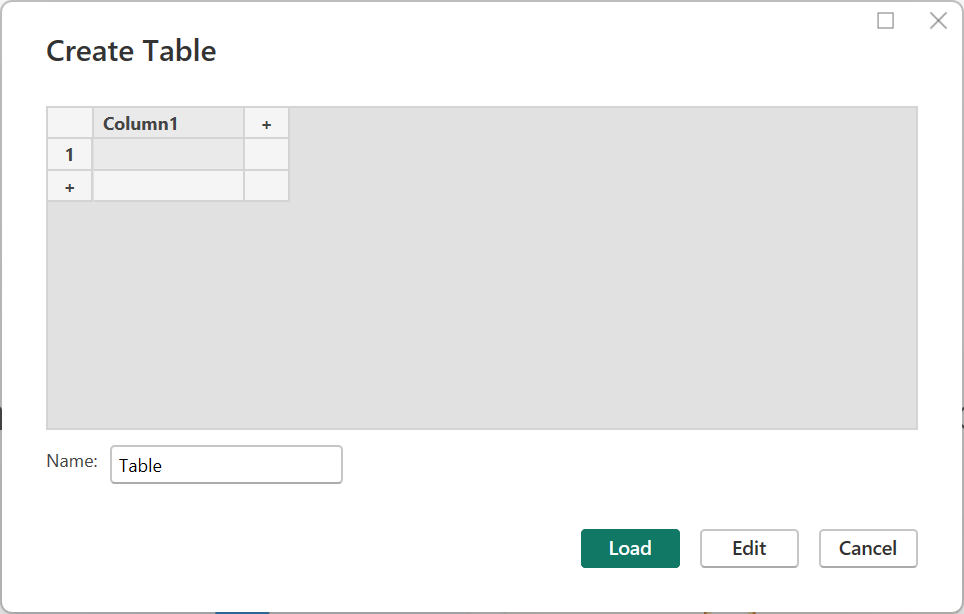 Create Table
Column1 +
1
+
Name: Table
Load Edit Cancel